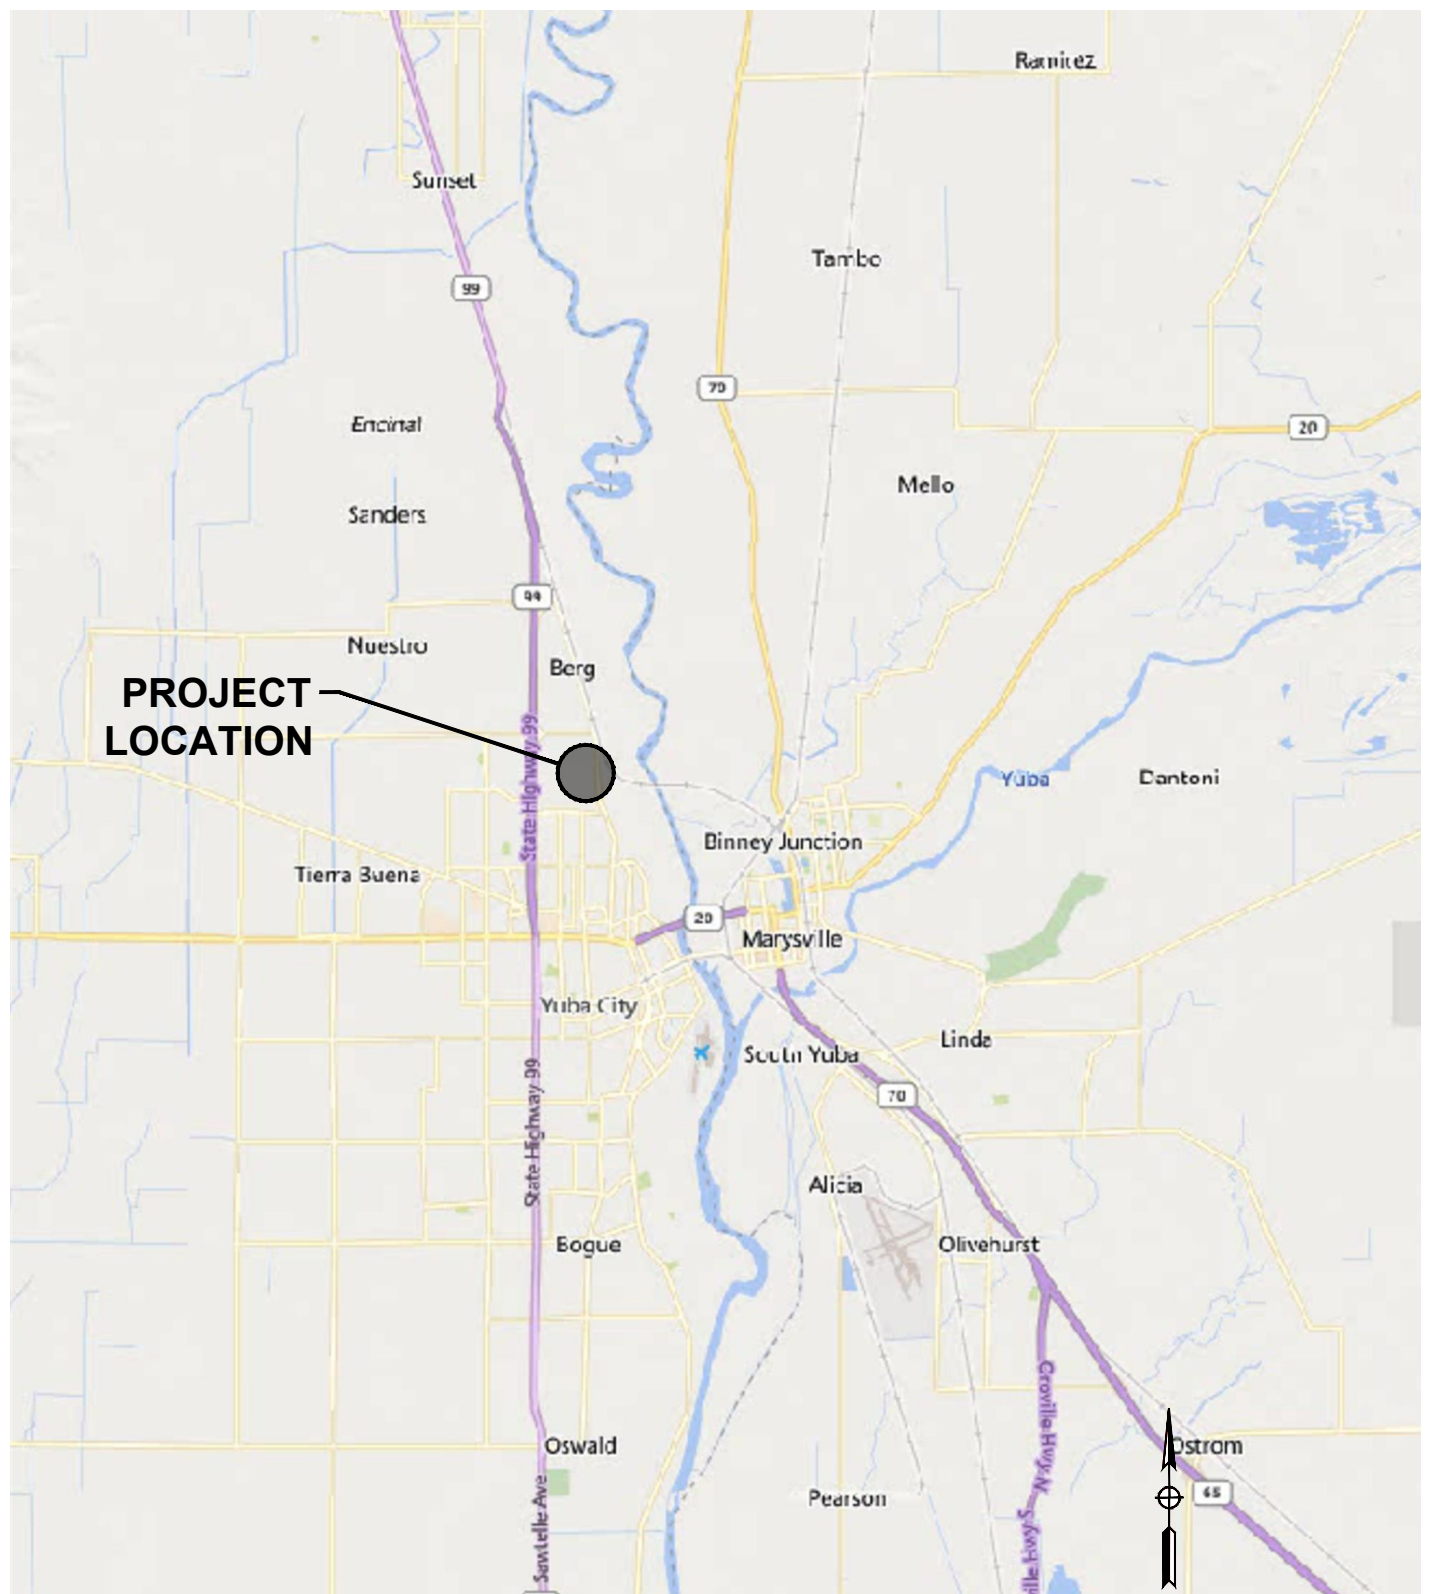 Ramirez
Sunset
Tambo
99
70
Encinal
20
Mello
Sanders
99
Nuestro
Berg
PROJECT
LOCATION
State Highway 99
Yuba
Dantoni
Binney Junction
Tierra Buena
20
Marysville
Yuba City
Linda
South Yuba
State Highway 99
70
Alicia
Bogue
Olivehurst
Oroville Hwy N
Oswald
Ostrom
Sawtelle Ave
Pearson
65
ville Hwy S